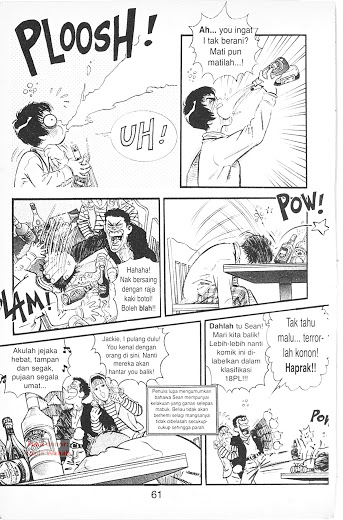 PLOOSH!
Ah... you ingat
I tak berani?
Mati pun
matilah...!
UH!
Hahaha!
Nak bersaing
dengan raja
kaki botol!
Boleh blah!!
POW!
LAM!
Akulah jejaka
hebat, tampan
dan segak,
pujaan segala
umat...
Jackie, I pulang dulu!
You kenal dengan
orang di sini. Nanti
mereka akan
hantar you balik!
Penulis lupa mengumumkan
bahawa Sean mempunyai
kelakuan yang ganas selepas
mabuk. Beliau tidak akan
berhenti selagi mangsanya
tidak dibelasah secukup-
cukup sehingga parah.
Dahlah tu Sean!
Mari kita balik!
Lebih-lebih nanti
komik ini di-
labelkan dalam
klasifikasi
18PL!!!
Tak tahu
malu... terror-
lah konon!
Haprak!!
POW
61